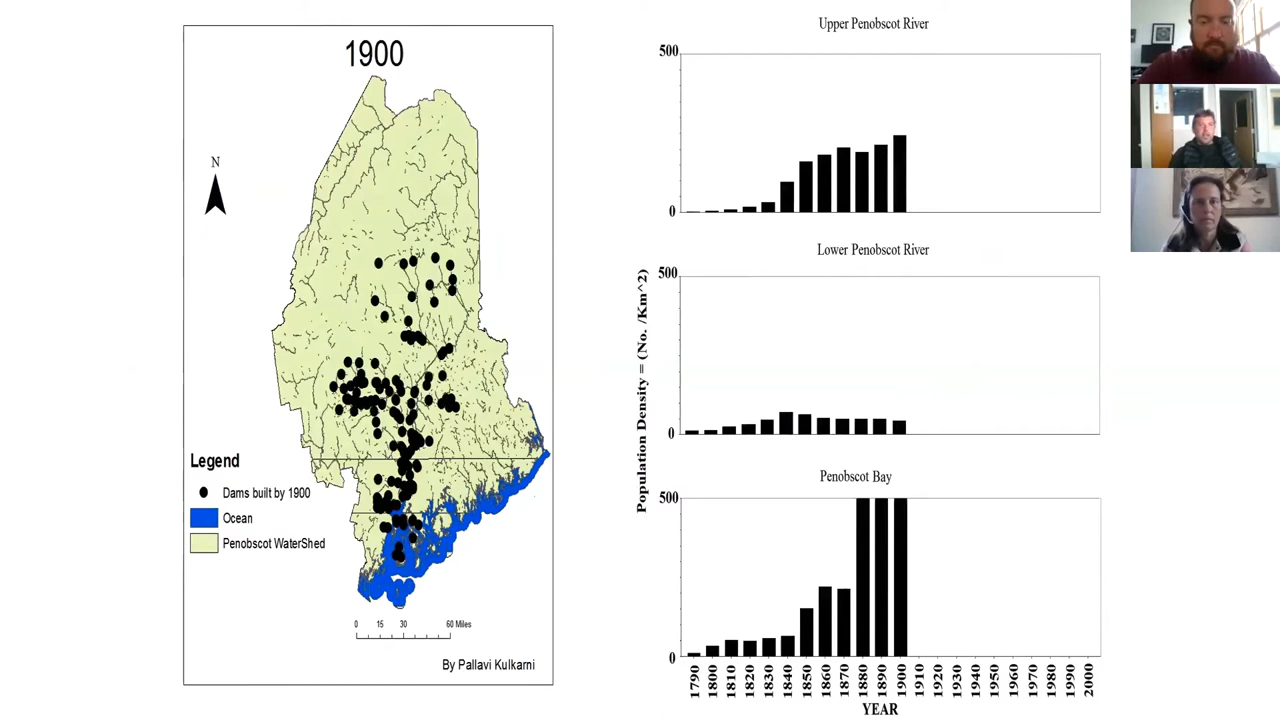 1900
N
Legend
Dams built by 1900
Ocean
Penobscot WaterShed
0 15 30 60 Miles
By Pallavi Kulkarni
Population Density = (No. /Km^2)
Upper Penobscot River
500
0
Lower Penobscot River
500
0
Penobscot Bay
500
0
1790 1800 1810 1820 1830 1840 1850 1860 1870 1880 1890 1900 1910 1920 1930 1940 1950 1960 1970 1980 1990 2000
YEAR